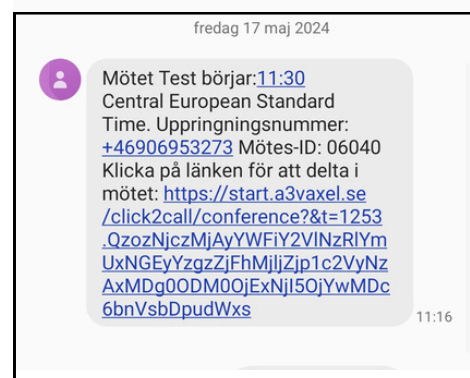 fredag 17 maj 2024
Mötet Test börjar:11:30
Central European Standard
Time. Uppringningsnummer:
+46906953273 Mötes-ID: 06040
Klicka på länken för att delta i
mötet: https://start.a3vaxel.se
/click2call/conference?&t=1253
.QzozNjczMjAyYWFiY2VlNzRlYm
UxNGEyYzgzZjFhMjljZjp1c2VyNz
AxMDg0ODM0OjExNjI5OjYwMDc
6bnVsbDpudWxs
11:16